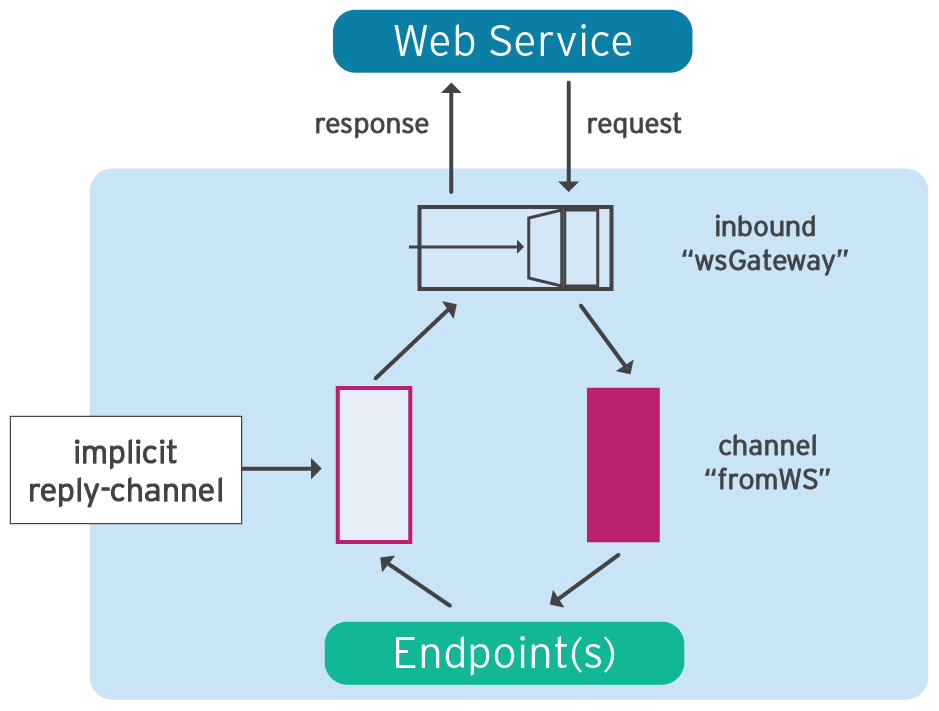 Web Service
response
request
inbound
“wsGateway”
implicit
reply-channel
channel
“fromWS”
Endpoint(s)